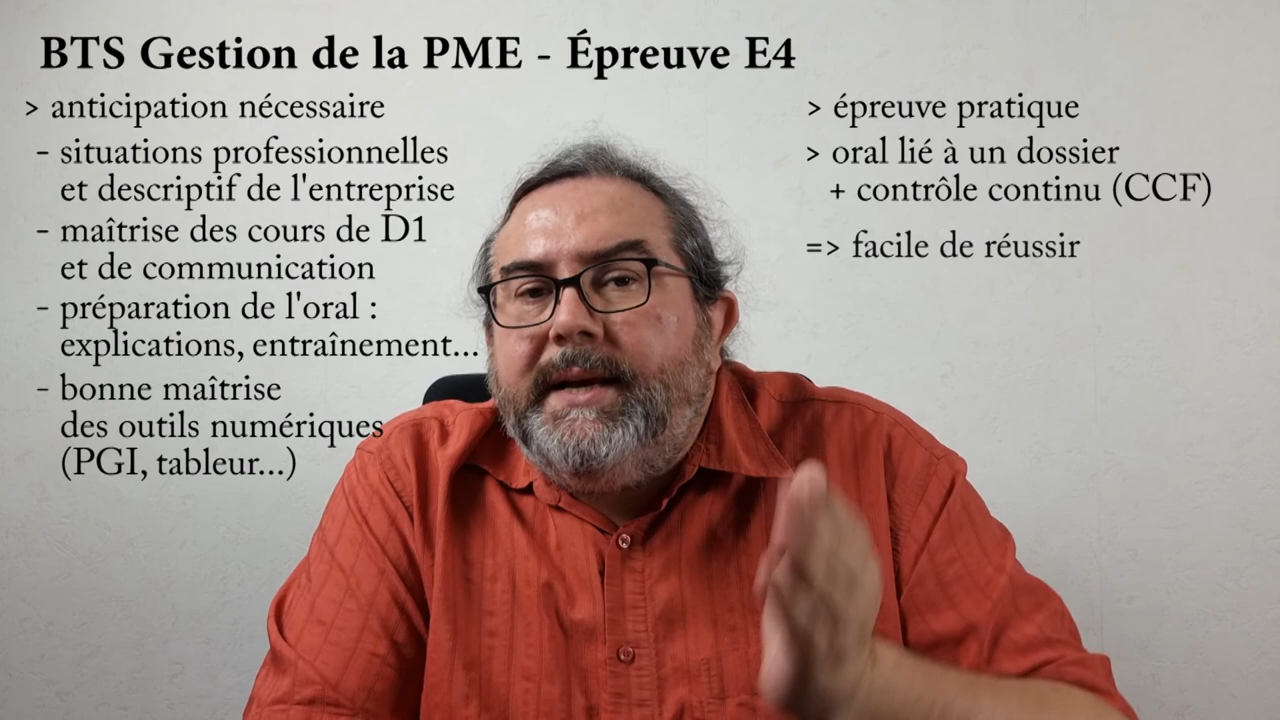 BTS Gestion de la PME - Épreuve E4
> anticipation nécessaire
- situations professionnelles
et descriptif de l'entreprise
- maîtrise des cours de D1
et de communication
- préparation de l'oral :
explications, entraînement...
- bonne maîtrise
des outils numériques
(PGI, tableur...)
> épreuve pratique
> oral lié à un dossier
+ contrôle continu (CCF)
=> facile de réussir